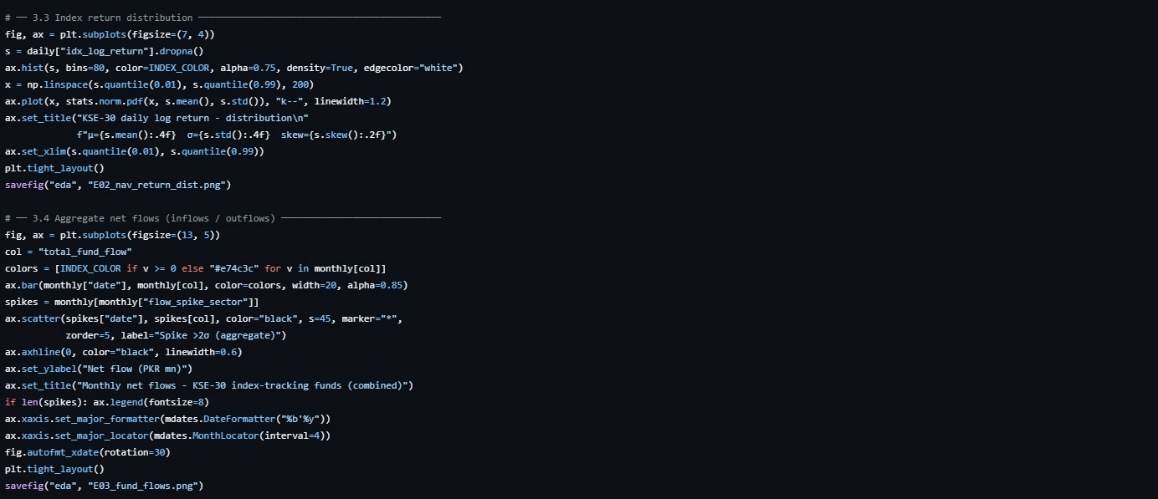 # ── 3.3 Index return distribution ──────────────────────────────────────
fig, ax = plt.subplots(figsize=(7, 4))
s = daily["idx_log_return"].dropna()
ax.hist(s, bins=80, color=INDEX_COLOR, alpha=0.75, density=True, edgecolor="white")
x = np.linspace(s.quantile(0.01), s.quantile(0.99), 200)
ax.plot(x, stats.norm.pdf(x, s.mean(), s.std()), "k--", linewidth=1.2)
ax.set_title("KSE-30 daily log return - distribution\n"
             f"μ={s.mean():.4f}  σ={s.std():.4f}  skew={s.skew():.2f}")
ax.set_xlim(s.quantile(0.01), s.quantile(0.99))
plt.tight_layout()
savefig("eda", "E02_nav_return_dist.png")

# ── 3.4 Aggregate net flows (inflows / outflows) ─────────────────────────
fig, ax = plt.subplots(figsize=(13, 5))
col = "total_fund_flow"
colors = [INDEX_COLOR if v >= 0 else "#e74c3c" for v in monthly[col]]
ax.bar(monthly["date"], monthly[col], color=colors, width=20, alpha=0.85)
spikes = monthly[monthly["flow_spike_sector"]]
ax.scatter(spikes["date"], spikes[col], color="black", s=45, marker="*",
           zorder=5, label="Spike >2σ (aggregate)")
ax.axhline(0, color="black", linewidth=0.6)
ax.set_ylabel("Net flow (PKR mn)")
ax.set_title("Monthly net flows - KSE-30 index-tracking funds (combined)")
if len(spikes): ax.legend(fontsize=8)
ax.xaxis.set_major_formatter(mdates.DateFormatter("%b'%y"))
ax.xaxis.set_major_locator(mdates.MonthLocator(interval=4))
fig.autofmt_xdate(rotation=30)
plt.tight_layout()
savefig("eda", "E03_fund_flows.png")